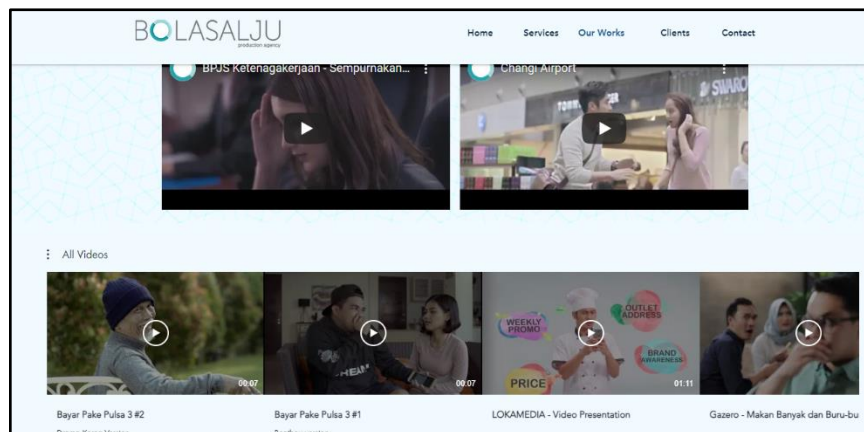 BOLASALJU
production agency
Home Services Our Works Clients Contact
BPJS Ketenagakerjaan - Sempurnakan...
Changi Airport
All Videos
WEEKLY
PROMO
OUTLET
ADDRESS
BRAND
AWARENESS
PRICE
00:07
00:07
01:11
Bayar Pake Pulsa 3 #2
Bayar Pake Pulsa 3 #1
LOKAMEDIA - Video Presentation
Gazero - Makan Banyak dan Buru-bu